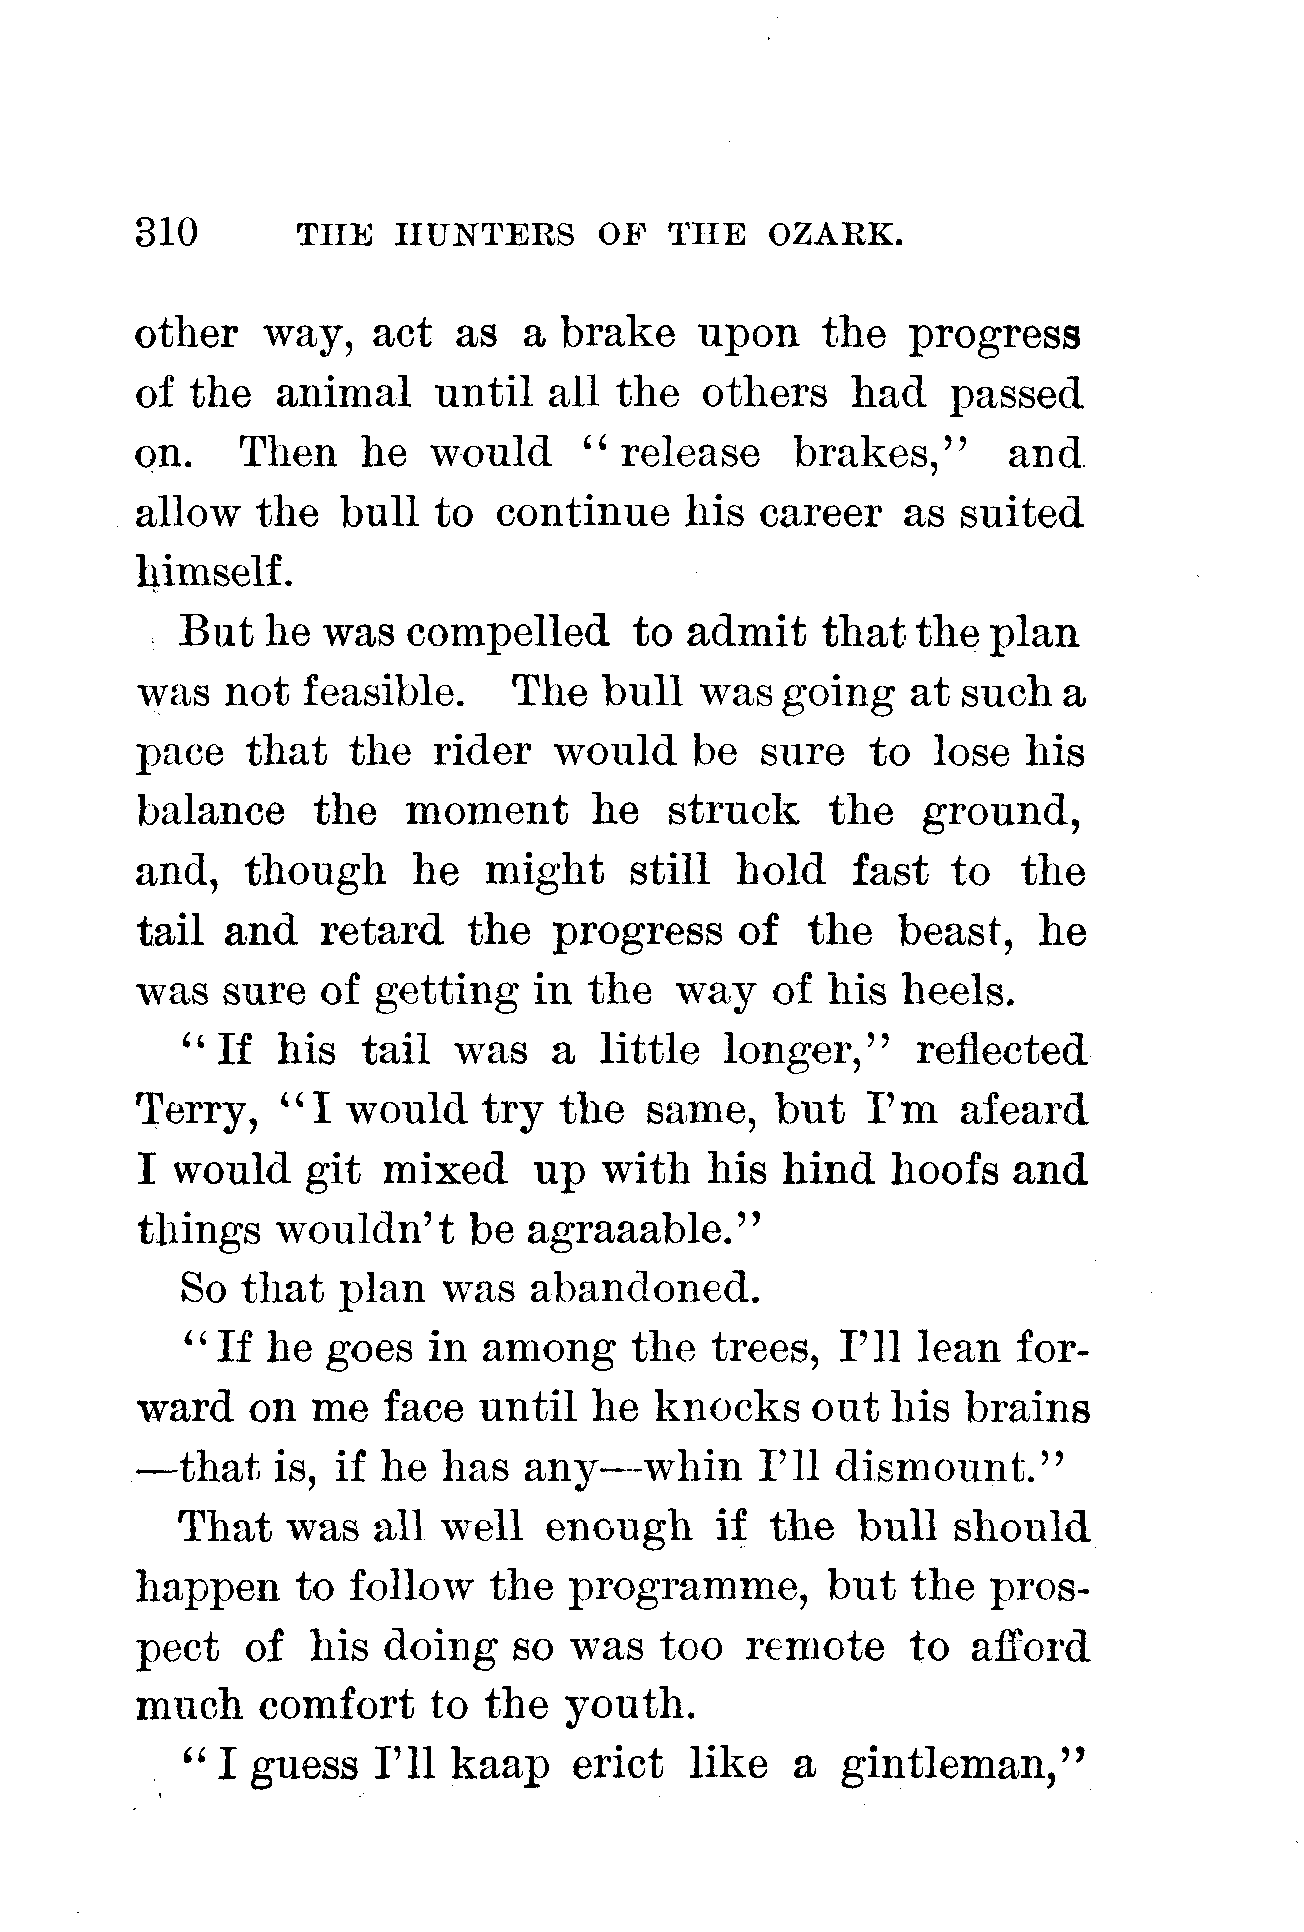 310 THE HUNTERS OF THE OZARK.
other way, act as a brake upon the progress
of the animal until all the others had passed
on. Then he would “release brakes,” and
allow the bull to continue his career as suited
himself.
But he was compelled to admit that the plan
was not feasible. The bull was going at such a
pace that the rider would be sure to lose his
balance the moment he struck the ground,
and, though he might still hold fast to the
tail and retard the progress of the beast, he
was sure of getting in the way of his heels.
“If his tail was a little longer,” reflected
Terry, “I would try the same, but I’m afeard
I would git mixed up with his hind hoofs and
things wouldn’t be agraaable.”
So that plan was abandoned.
“If he goes in among the trees, I’ll lean for-
ward on me face until he knocks out his brains
—that is, if he has any—whin I’ll dismount.”
That was all well enough if the bull should
happen to follow the programme, but the pros-
pect of his doing so was too remote to afford
much comfort to the youth.
“I guess I’ll kaap erict like a gintleman,”